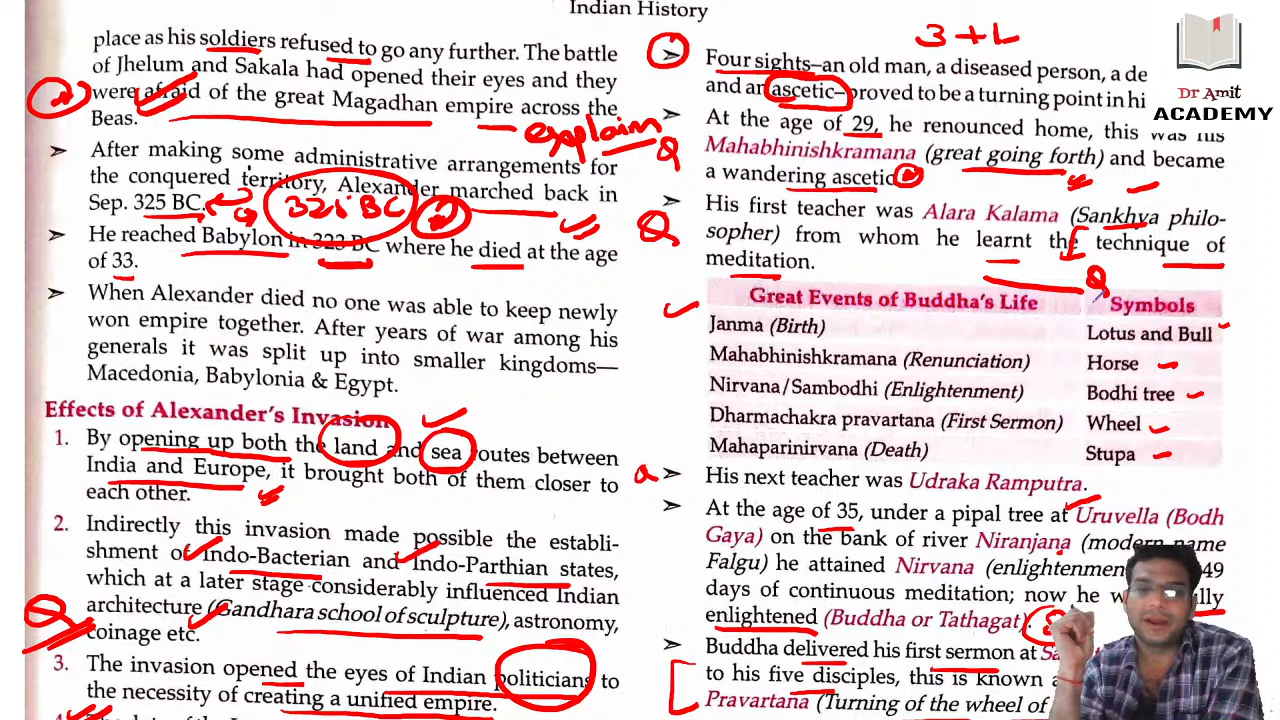 Indian History
place as his soldiers refused to go any further. The battle
of Jhelum and Sakala had opened their eyes and they
were afraid of the great Magadhan empire across the
Beas.
explain
After making some administrative arrangements for
the conquered territory, Alexander marched back in
Sep. 325 BC.
325 BC
He reached Babylon in 323 BC where he died at the age
of 33.
When Alexander died no one was able to keep newly
won empire together. After years of war among his
generals it was split up into smaller kingdoms—
Macedonia, Babylonia & Egypt.
Effects of Alexander's Invasion
1. By opening up both the land and sea routes between
India and Europe, it brought both of them closer to
each other.
2. Indirectly this invasion made possible the establi-
shment of Indo-Bacterian and Indo-Parthian states,
which at a later stage considerably influenced Indian
architecture (Gandhara school of sculpture), astronomy,
coinage etc.
3. The invasion opened the eyes of Indian politicians to
the necessity of creating a unified empire.
3 + 1
Four sights–an old man, a diseased person, a de
and an ascetic–proved to be a turning point in hi
At the age of 29, he renounced home, this was his
Mahabhinishkramana (great going forth) and became
a wandering ascetic
His first teacher was Alara Kalama (Sankhya philo-
sopher) from whom he learnt the technique of
meditation.
Great Events of Buddha's Life Symbols
Janma (Birth) Lotus and Bull
Mahabhinishkramana (Renunciation) Horse
Nirvana/Sambodhi (Enlightenment) Bodhi tree
Dharmachakra pravartana (First Sermon) Wheel
Mahaparinirvana (Death) Stupa
His next teacher was Udraka Ramputra.
At the age of 35, under a pipal tree at Uruvella (Bodh
Gaya) on the bank of river Niranjana (modern name
Falgu) he attained Nirvana (enlightenment 49
days of continuous meditation; now he w lly
enlightened (Buddha or Tathagat).
Buddha delivered his first sermon at Sa
to his five disciples, this is known a
Pravartana (Turning of the wheel of
Dr Amit
ACADEMY